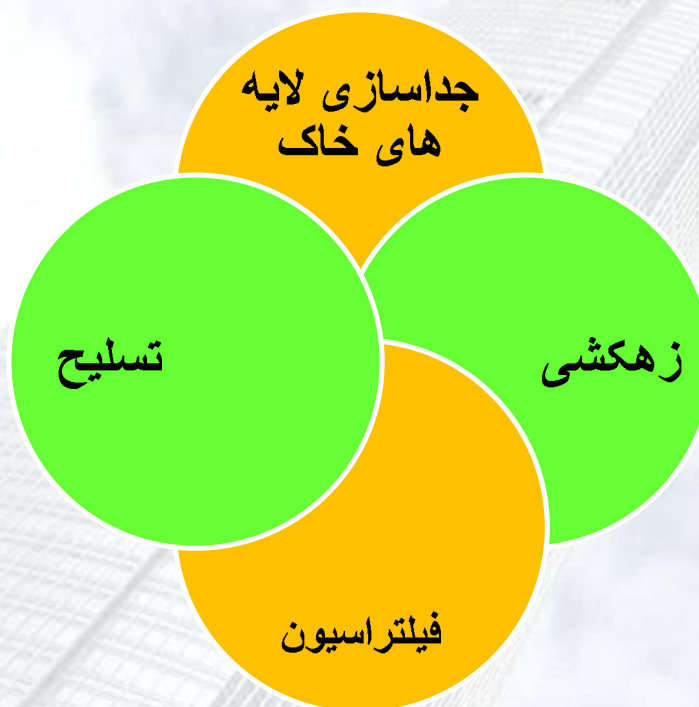 جداسازی لایه
های خاک
تسلیح
زهکشی
فیلتراسیون